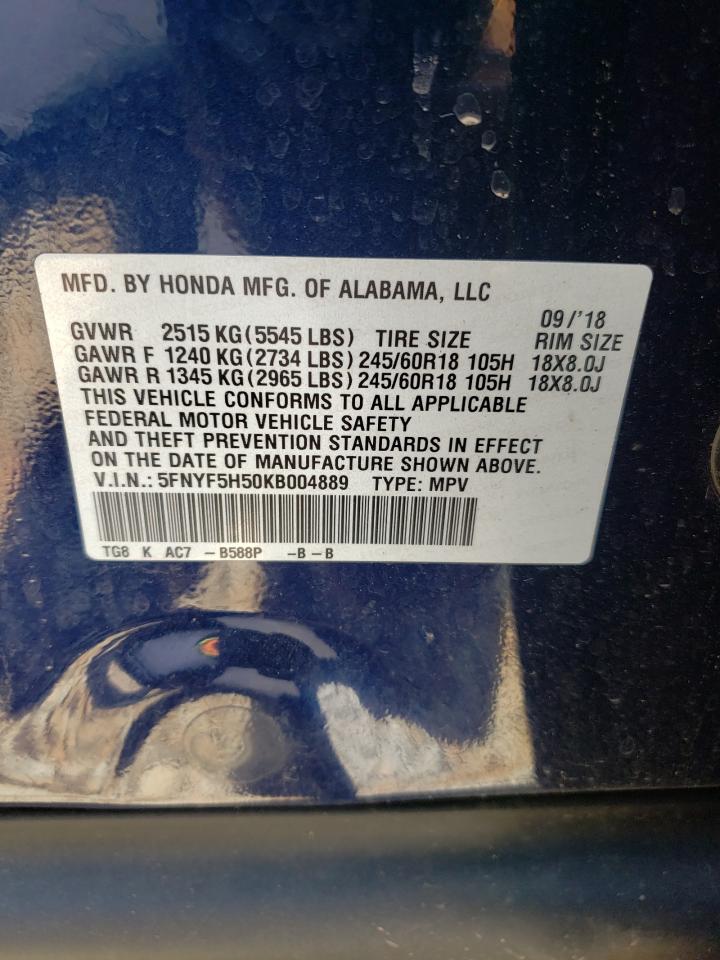 MFD. BY HONDA MFG. OF ALABAMA, LLC
09/'18
GVWR 2515 KG (5545 LBS) TIRE SIZE RIM SIZE
GAWR F 1240 KG (2734 LBS) 245/60R18 105H 18X8.0J
GAWR R 1345 KG (2965 LBS) 245/60R18 105H 18X8.0J
THIS VEHICLE CONFORMS TO ALL APPLICABLE
FEDERAL MOTOR VEHICLE SAFETY
AND THEFT PREVENTION STANDARDS IN EFFECT
ON THE DATE OF MANUFACTURE SHOWN ABOVE.
V.I.N.: 5FNYF5H50KB004889 TYPE: MPV
TG8 K AC7 – B588P – B – B